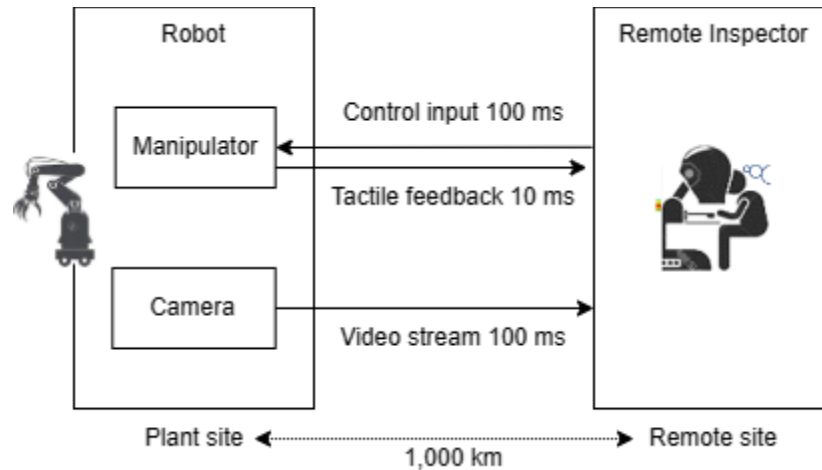 Robot
Remote Inspector
Manipulator
Control input 100 ms
Tactile feedback 10 ms
Camera
Video stream 100 ms
Plant site
Remote site
1,000 km